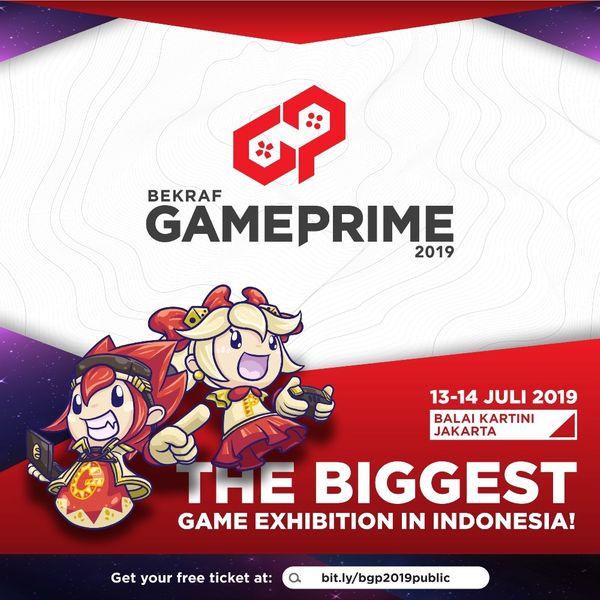 BEKRAF
GAMEPRIME
2019
13-14 JULI 2019
BALAI KARTINI
JAKARTA
THE BIGGEST
GAME EXHIBITION IN INDONESIA!
Get your free ticket at: bit.ly/bgp2019public